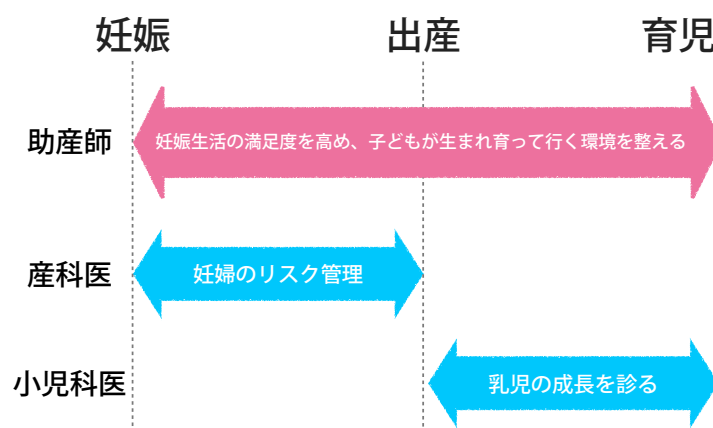 妊娠 出産 育児
助産師 妊娠生活の満足度を高め、子どもが生まれ育って行く環境を整える
産科医 妊婦のリスク管理
小児科医 乳児の成長を診る